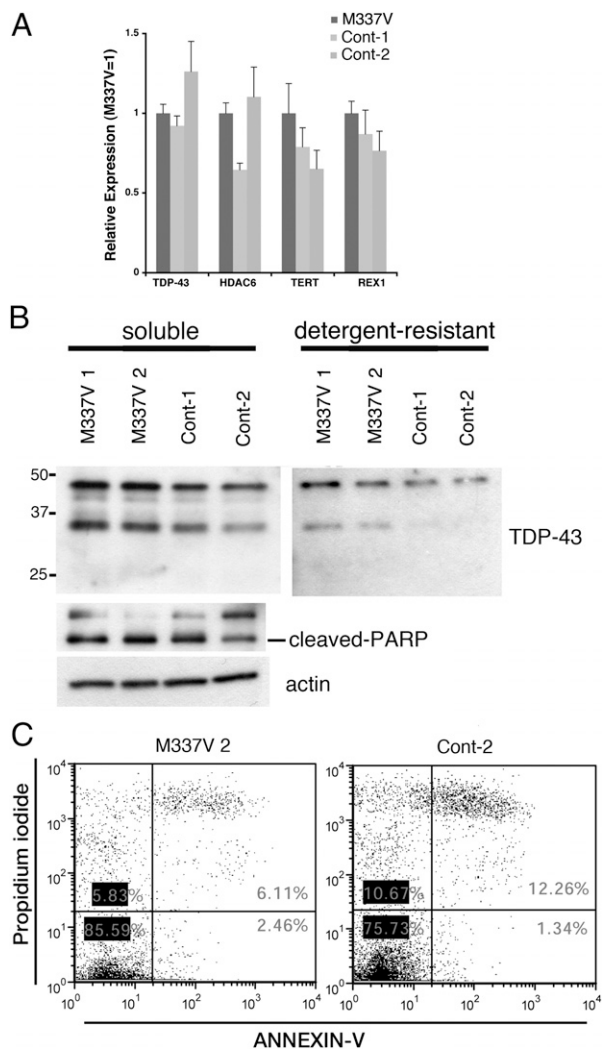 A
M337V
Cont-1
Cont-2
Relative Expression (M337V=1)
1.5
1
0.5
0
TDP-43 HDAC6 TERT REX1
B
soluble detergent-resistant
M337V 1 M337V 2 Cont-1 Cont-2 M337V 1 M337V 2 Cont-1 Cont-2
50
37
25
TDP-43
cleaved-PARP
actin
C
M337V 2 Cont-2
Propidium iodide
10^4 10^4
10^3 10^3
10^2 10^2
5.83% 6.11% 10.67% 12.26%
85.59% 2.46% 75.73% 1.34%
10^1 10^1
10^0 10^0
10^0 10^1 10^2 10^3 10^4 10^0 10^1 10^2 10^3 10^4
ANNEXIN-V